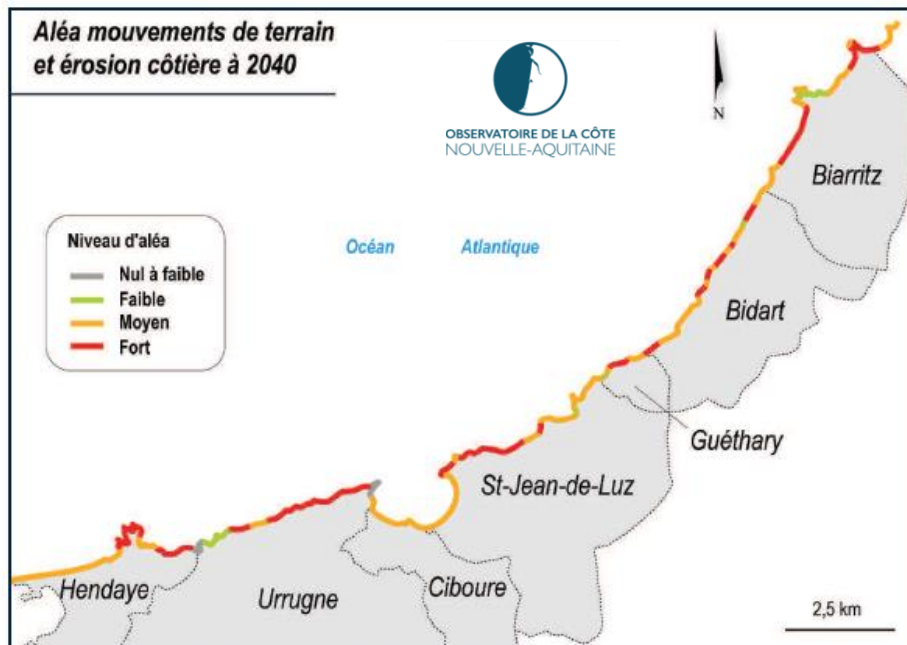 Aléa mouvements de terrain
et érosion côtière à 2040
OBSERVATOIRE DE LA CÔTE
NOUVELLE-AQUITAINE
N
Biarritz
Océan Atlantique
Niveau d'aléa
Nul à faible
Faible
Moyen
Fort
Bidart
Guéthary
St-Jean-de-Luz
Hendaye
Urrugne
Ciboure
2,5 km